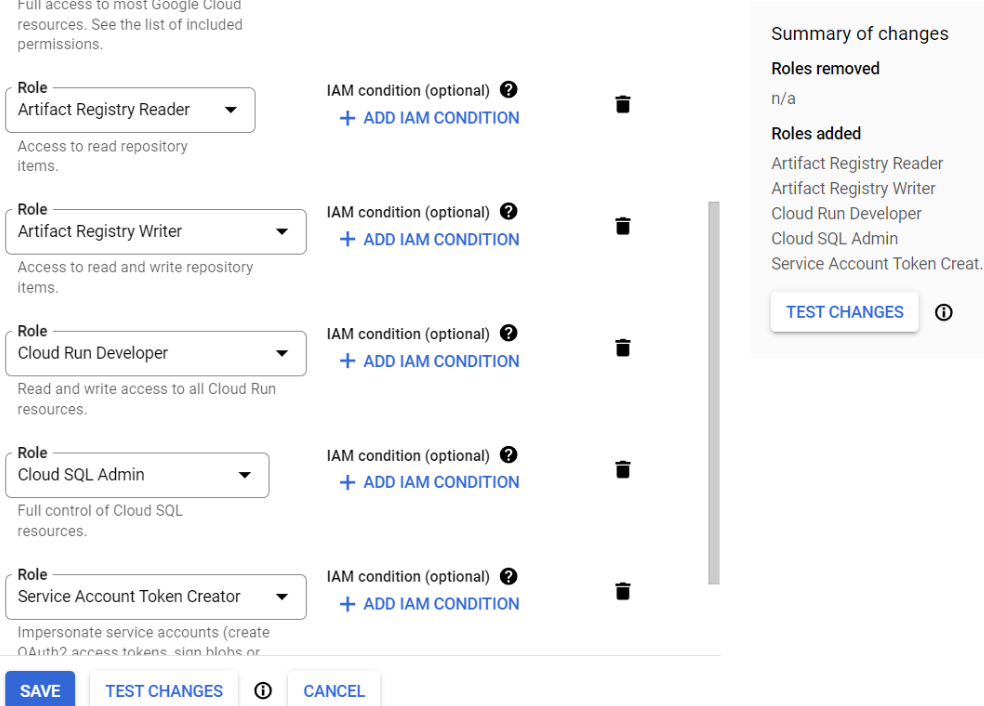 Full access to most Google Cloud
resources. See the list of included
permissions.
Role
Artifact Registry Reader
IAM condition (optional)
+ ADD IAM CONDITION
Access to read repository
items.
Role
Artifact Registry Writer
IAM condition (optional)
+ ADD IAM CONDITION
Access to read and write repository
items.
Role
Cloud Run Developer
IAM condition (optional)
+ ADD IAM CONDITION
Read and write access to all Cloud Run
resources.
Role
Cloud SQL Admin
IAM condition (optional)
+ ADD IAM CONDITION
Full control of Cloud SQL
resources.
Role
Service Account Token Creator
IAM condition (optional)
+ ADD IAM CONDITION
Impersonate service accounts (create
OAuth2 access tokens, sign blobs or
SAVE
TEST CHANGES
CANCEL
Summary of changes
Roles removed
n/a
Roles added
Artifact Registry Reader
Artifact Registry Writer
Cloud Run Developer
Cloud SQL Admin
Service Account Token Creat.
TEST CHANGES